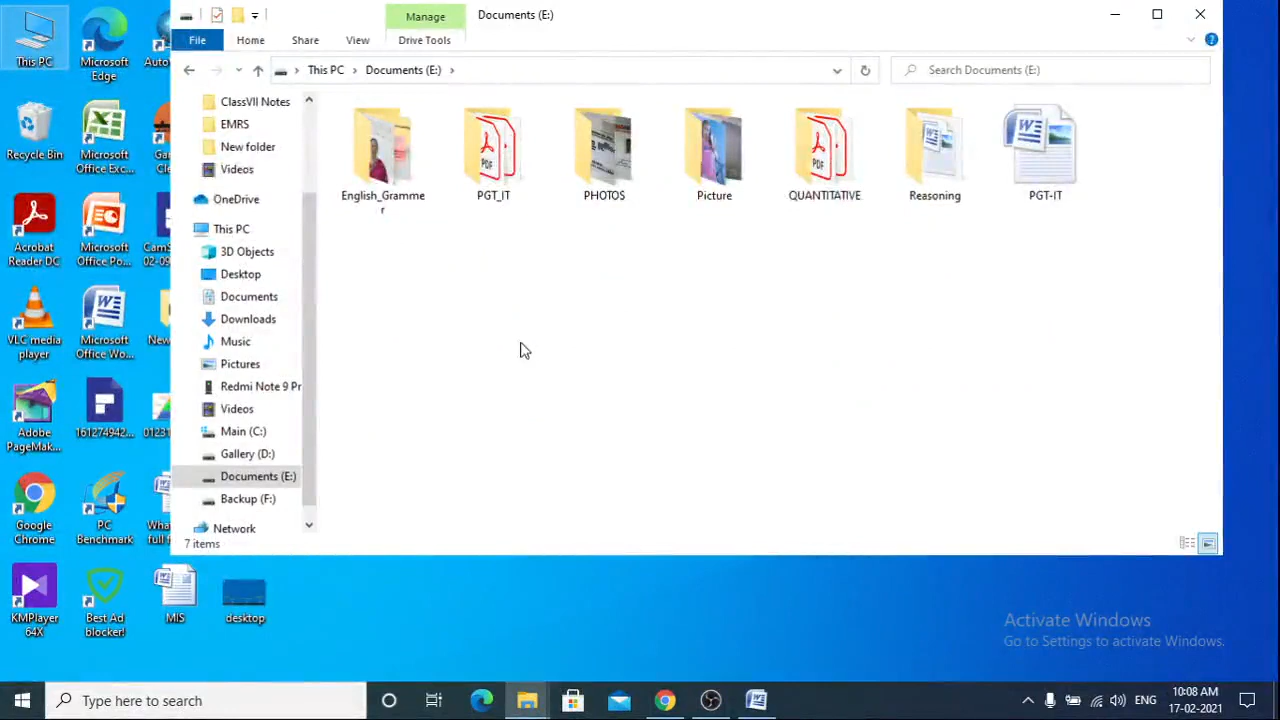 Manage
Documents (E:)
File
Home
Share
View
Drive Tools
This PC
Documents (E:)
Search Documents (E:)
ClassVII Notes
EMRS
New folder
Videos
OneDrive
This PC
3D Objects
Desktop
Documents
Downloads
Music
Pictures
Redmi Note 9 Pr
Videos
Main (C:)
Gallery (D:)
Documents (E:)
Backup (F:)
Network
7 items
English_Grammer
PGT_IT
PHOTOS
Picture
QUANTITATIVE
Reasoning
PGT-IT
This PC
Microsoft
Edge
Recycle Bin
Microsoft
Office Exc...
Acrobat
Reader DC
Microsoft
Office Po...
VLC media
player
Microsoft
Office Wo...
Adobe
PageMak...
161274942...
0123
Google
Chrome
PC
Benchmark
Wha
full f
KMPlayer
64X
Best Ad
blocker!
MIS
desktop
Activate Windows
Go to Settings to activate Windows.
Type here to search
ENG
10:08 AM
17-02-2021